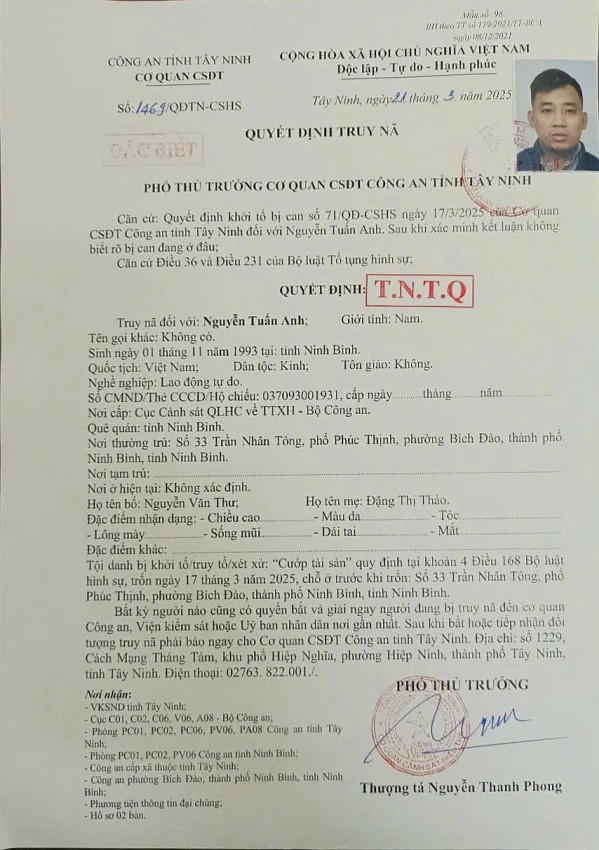 Mẫu số: 98
BH theo TT số 119/2021/TT-BCA
ngày 08/12/2021
CÔNG AN TỈNH TÂY NINH
CƠ QUAN CSĐT
CỘNG HÒA XÃ HỘI CHỦ NGHĨA VIỆT NAM
Độc lập - Tự do - Hạnh phúc
Số: 1469/QĐTN-CSHS
Tây Ninh, ngày 21 tháng 3 năm 2025
QUYẾT ĐỊNH TRUY NÃ
ĐẶC BIỆT
PHÓ THỦ TRƯỞNG CƠ QUAN CSĐT CÔNG AN TỈNH TÂY NINH
Căn cứ: Quyết định khởi tố bị can số 71/QĐ-CSHS ngày 17/3/2025 của Cơ quan
CSĐT Công an tỉnh Tây Ninh đối với Nguyễn Tuấn Anh. Sau khi xác minh kết luận không
biết rõ bị can đang ở đâu;
Căn cứ Điều 36 và Điều 231 của Bộ luật Tố tụng hình sự;
QUYẾT ĐỊNH: T.N.T.Q
Truy nã đối với: Nguyễn Tuấn Anh; Giới tính: Nam.
Tên gọi khác: Không có.
Sinh ngày 01 tháng 11 năm 1993 tại: tỉnh Ninh Bình.
Quốc tịch: Việt Nam; Dân tộc: Kinh; Tôn giáo: Không.
Nghề nghiệp: Lao động tự do.
Số CMND/Thẻ CCCD/Hộ chiếu: 037093001931, cấp ngày..........tháng........năm............
Nơi cấp: Cục Cảnh sát QLHC về TTXH - Bộ Công an.
Quê quán: tỉnh Ninh Bình.
Nơi thường trú: Số 33 Trần Nhân Tông, phố Phúc Thịnh, phường Bích Đào, thành phố
Ninh Bình, tỉnh Ninh Bình.
Nơi tạm trú:
Nơi ở hiện tại: Không xác định.
Họ tên bố: Nguyễn Văn Thư; Họ tên mẹ: Đặng Thị Thảo.
Đặc điểm nhận dạng: - Chiều cao............ - Màu da............ - Tóc............
- Lông mày............ - Sống mũi............ - Dái tai............ - Mắt............
Đặc điểm khác:
Tội danh bị khởi tố/truy tố/xét xử: “Cướp tài sản” quy định tại khoản 4 Điều 168 Bộ luật
hình sự, trốn ngày 17 tháng 3 năm 2025, chỗ ở trước khi trốn: Số 33 Trần Nhân Tông, phố
Phúc Thịnh, phường Bích Đào, thành phố Ninh Bình, tỉnh Ninh Bình.
Bất kỳ người nào cũng có quyền bắt và giải ngay người đang bị truy nã đến cơ quan
Công an, Viện kiểm sát hoặc Uỷ ban nhân dân nơi gần nhất. Sau khi bắt hoặc tiếp nhận đối
tượng truy nã phải báo ngay cho Cơ quan CSĐT Công an tỉnh Tây Ninh. Địa chỉ: số 1229,
Cách Mạng Tháng Tám, khu phố Hiệp Nghĩa, phường Hiệp Ninh, thành phố Tây Ninh,
tỉnh Tây Ninh. Điện thoại: 02763. 822.001./.
Nơi nhận:
- VKSND tỉnh Tây Ninh;
- Cục C01, C02, C06, V06, A08 - Bộ Công an;
- Phòng PC01, PC02, PC06, PV06, PA08 Công an tỉnh Tây
Ninh;
- Phòng PC01, PC02, PV06 Công an tỉnh Ninh Bình;
- Công an cấp xã thuộc tỉnh Tây Ninh;
- Công an phường Bích Đào, thành phố Ninh Bình, tỉnh Ninh
Bình;
- Phương tiện thông tin đại chúng;
- Hồ sơ 02 bản.
PHÓ THỦ TRƯỞNG
Thượng tá Nguyễn Thanh Phong